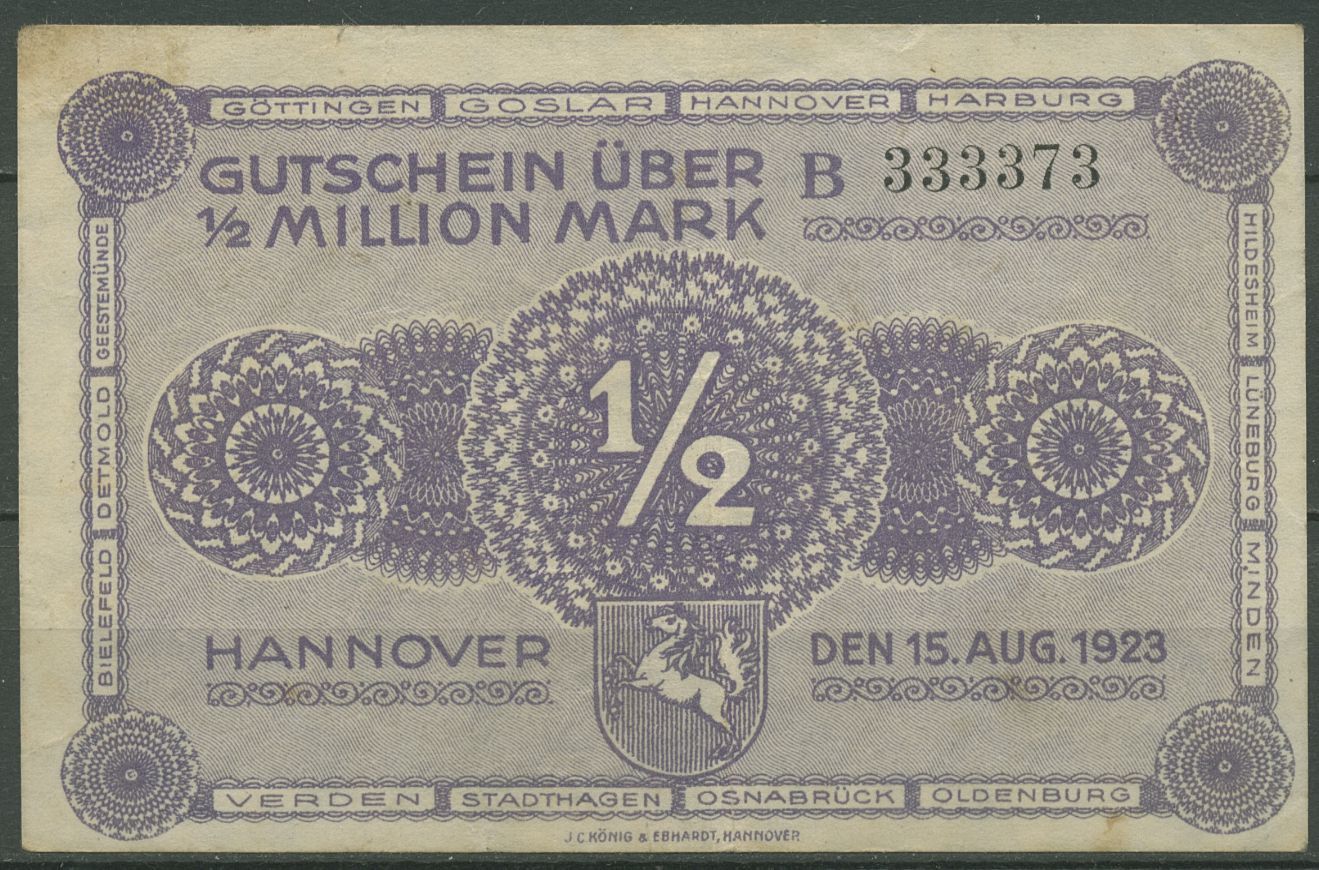 GÖTTINGEN GOSLAR HANNOVER HARBURG
GUTSCHEIN ÜBER B 333373
½ MILLION MARK
GEESTEMÜNDE
DETMOLD
BIELEFELD
HILDESHEIM
LÜNEBURG
MINDEN
1/2
HANNOVER DEN 15. AUG. 1923
VERDEN STADTHAGEN OSNABRÜCK OLDENBURG
J C KÖNIG & EBHARDT, HANNOVER